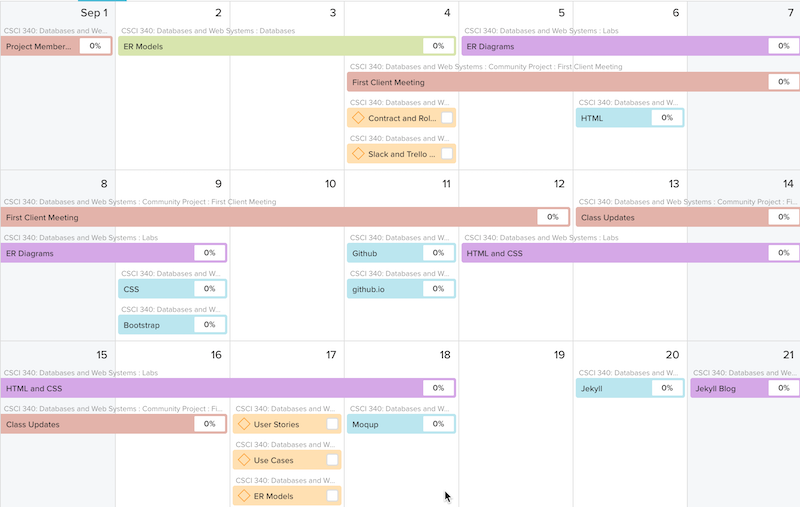 Sep 1 2 3 4 5 6 7
CSCI 340: Databases and We... CSCI 340: Databases and Web Systems : Databases CSCI 340: Databases and Web Systems : Labs
Project Member... 0% ER Models 0% ER Diagrams 0%
CSCI 340: Databases and Web Systems : Community Project : First Client Meeting
First Client Meeting 0%
CSCI 340: Databases and W... CSCI 340: Databases and W...
Contract and Rol... HTML 0%
CSCI 340: Databases and W...
Slack and Trello ...
8 9 10 11 12 13 14
CSCI 340: Databases and Web Systems : Community Project : First Client Meeting CSCI 340: Databases and Web Systems : Community Project : Fi...
First Client Meeting 0% Class Updates 0%
CSCI 340: Databases and Web Systems : Labs CSCI 340: Databases and W... CSCI 340: Databases and Web Systems : Labs
ER Diagrams 0% Github 0% HTML and CSS 0%
CSCI 340: Databases and W... CSCI 340: Databases and W...
CSS 0% github.io 0%
CSCI 340: Databases and W...
Bootstrap 0%
15 16 17 18 19 20 21
CSCI 340: Databases and Web Systems : Labs CSCI 340: Databases and W... CSCI 340: Databases and We...
HTML and CSS 0% Jekyll 0% Jekyll Blog 0%
CSCI 340: Databases and Web Systems : Community Project : Fi... CSCI 340: Databases and W... CSCI 340: Databases and W...
Class Updates 0% User Stories Moqup 0%
CSCI 340: Databases and W...
Use Cases
CSCI 340: Databases and W...
ER Models